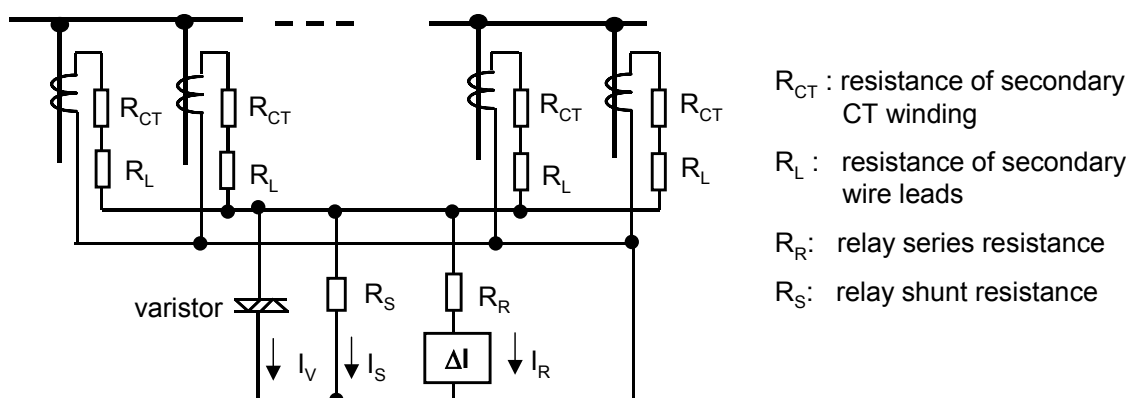 R_CT
R_CT
R_CT
R_CT
R_L
R_L
R_L
R_L
varistor
R_S
R_R
ΔI
I_V
I_S
I_R
R_CT : resistance of secondary
CT winding
R_L : resistance of secondary
wire leads
R_R: relay series resistance
R_S: relay shunt resistance